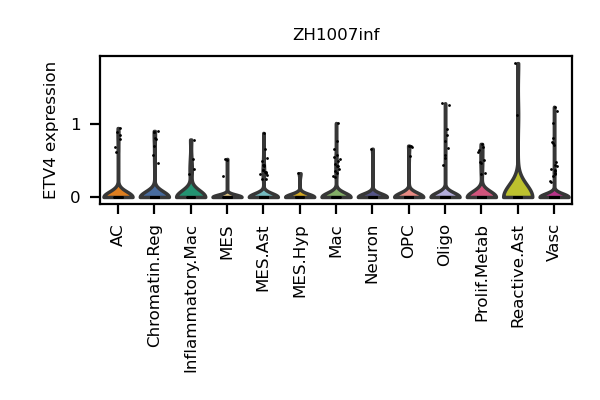 ZH1007inf
ETV4 expression
1
0
AC
Chromatin.Reg
Inflammatory.Mac
MES
MES.Ast
MES.Hyp
Mac
Neuron
OPC
Oligo
Prolif.Metab
Reactive.Ast
Vasc